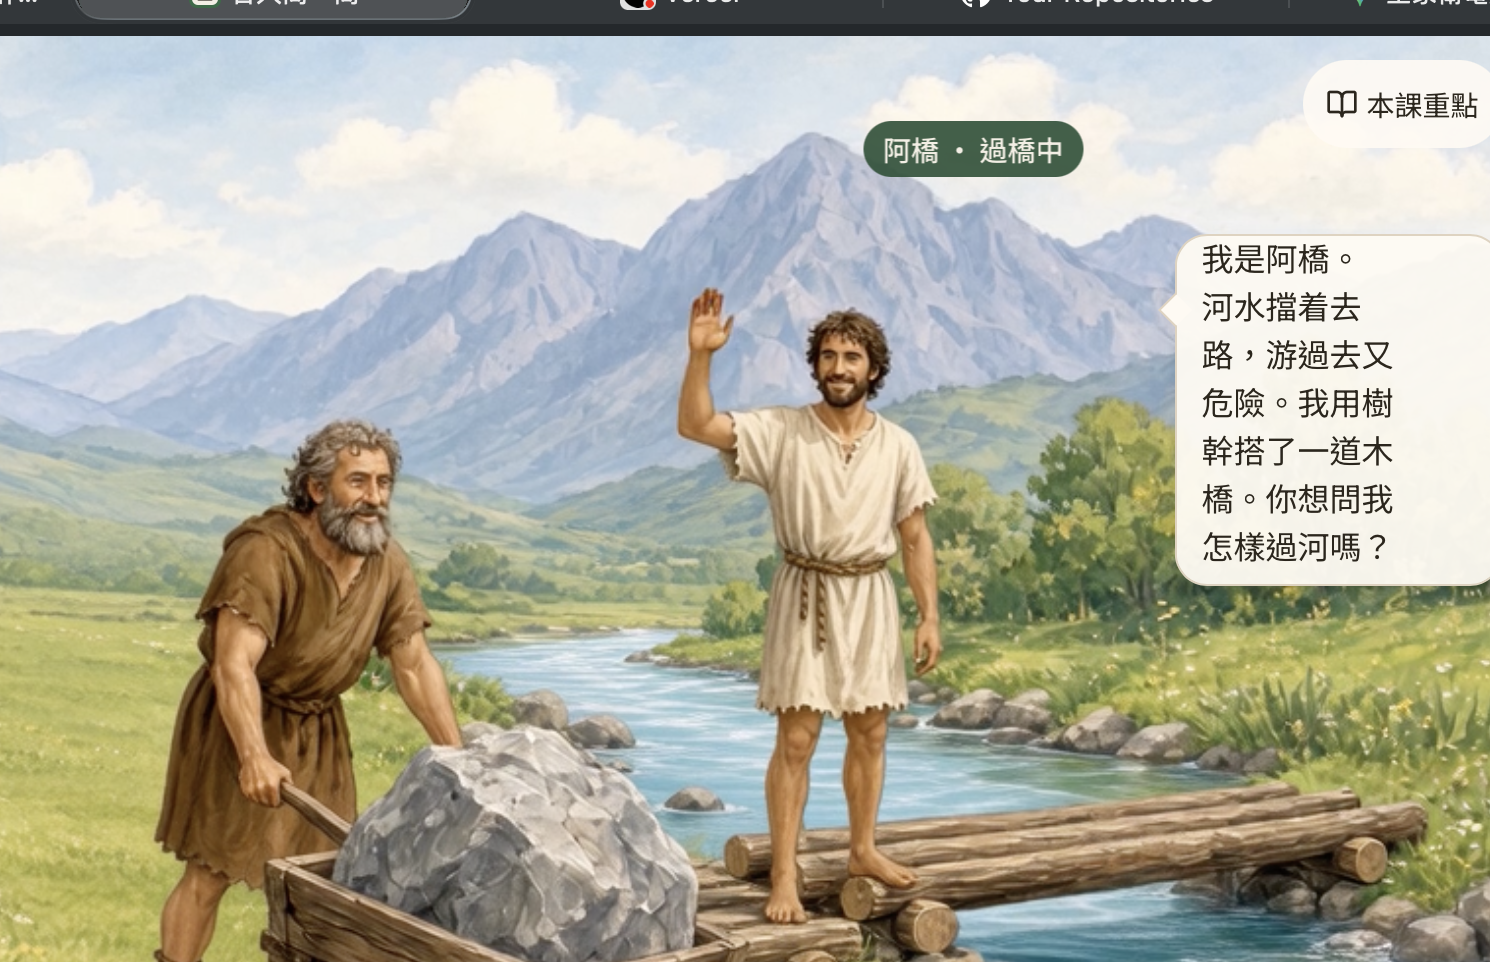 Your Repositories
本課重點
阿橋 · 過橋中
我是阿橋。
河水擋着去
路，游過去又
危險。我用樹
幹搭了一道木
橋。你想問我
怎樣過河嗎？